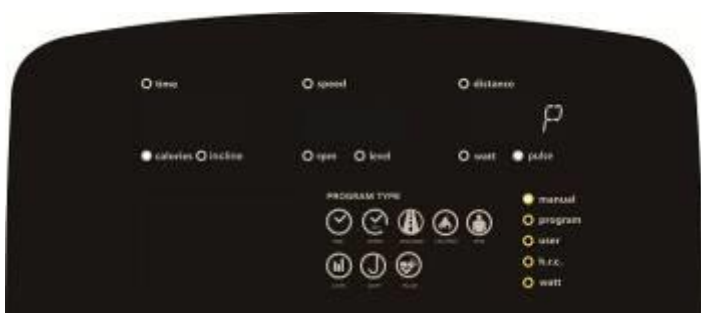 time speed distance
P
calories incline rpm level watt pulse
PROGRAM TYPE
manual
program
user
h.r.c.
watt